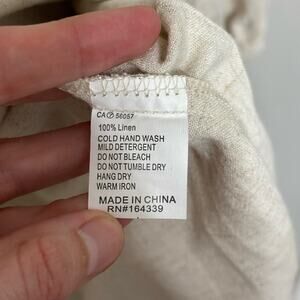 CA Ⓟ 56057
100% Linen
COLD HAND WASH
MILD DETERGENT
DO NOT BLEACH
DO NOT TUMBLE DRY
HANG DRY
WARM IRON
MADE IN CHINA
RN#164339